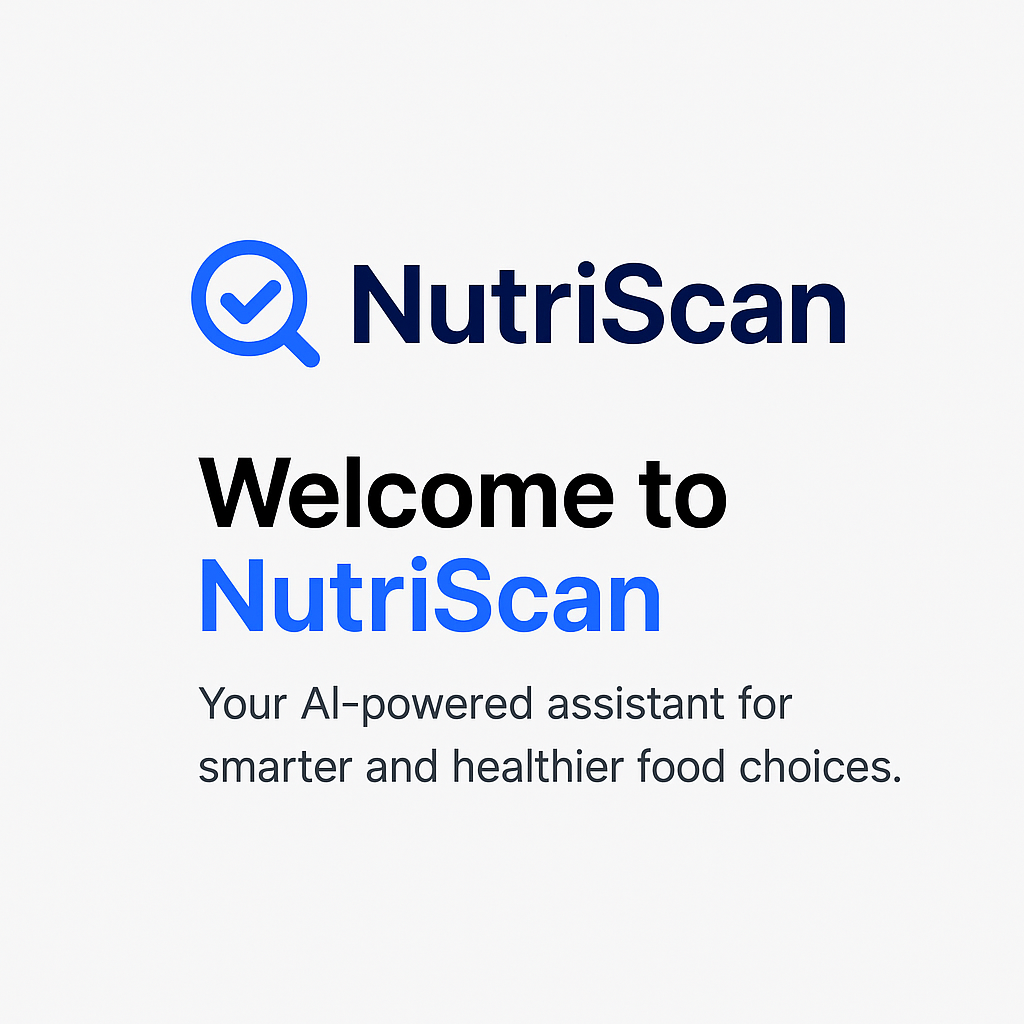 NutriScan
Welcome to
NutriScan
Your AI-powered assistant for
smarter and healthier food choices.